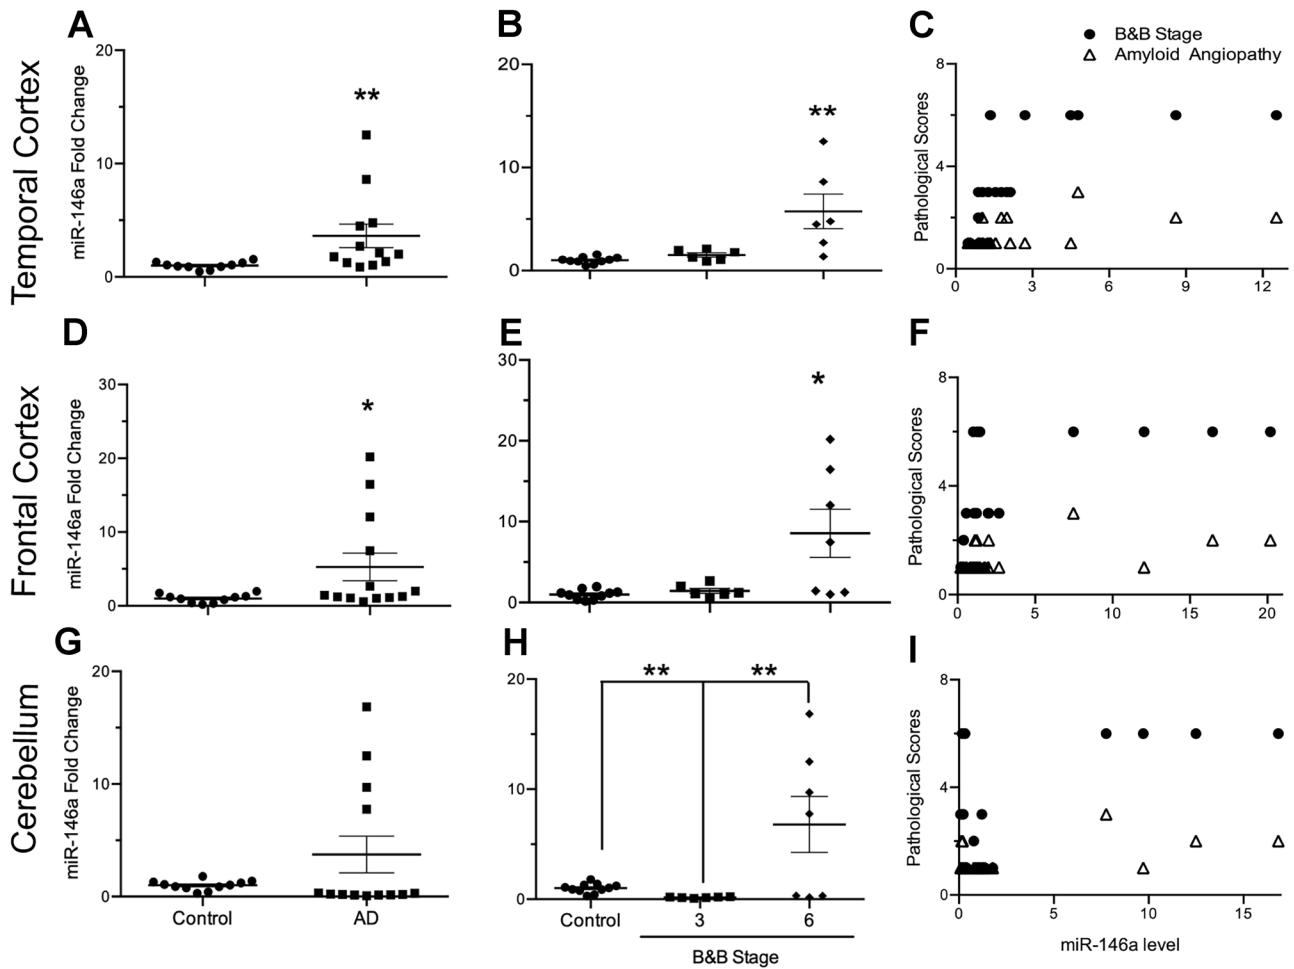 A
B
C
B&B Stage
Amyloid Angiopathy
Temporal Cortex
miR-146a Fold Change
20
10
0
**
20
10
0
**
Pathological Scores
8
4
0
0 3 6 9 12
D
E
F
Frontal Cortex
miR-146a Fold Change
30
20
10
0
*
30
20
10
0
*
Pathological Scores
8
4
0
0 5 10 15 20
G
H
I
Cerebellum
miR-146a Fold Change
20
10
0
Control AD
20
10
0
** **
Control 3 6
B&B Stage
Pathological Scores
8
4
0
0 5 10 15
miR-146a level